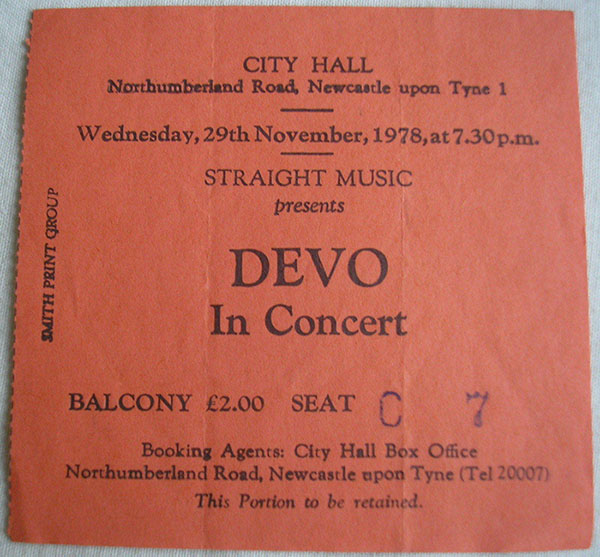 CITY HALL
Northumberland Road, Newcastle upon Tyne 1
Wednesday, 29th November, 1978, at 7.30 p.m.
STRAIGHT MUSIC
presents
DEVO
In Concert
BALCONY £2.00 SEAT C 7
Booking Agents: City Hall Box Office
Northumberland Road, Newcastle upon Tyne (Tel 20007)
This Portion to be retained.
SMITH PRINT GROUP